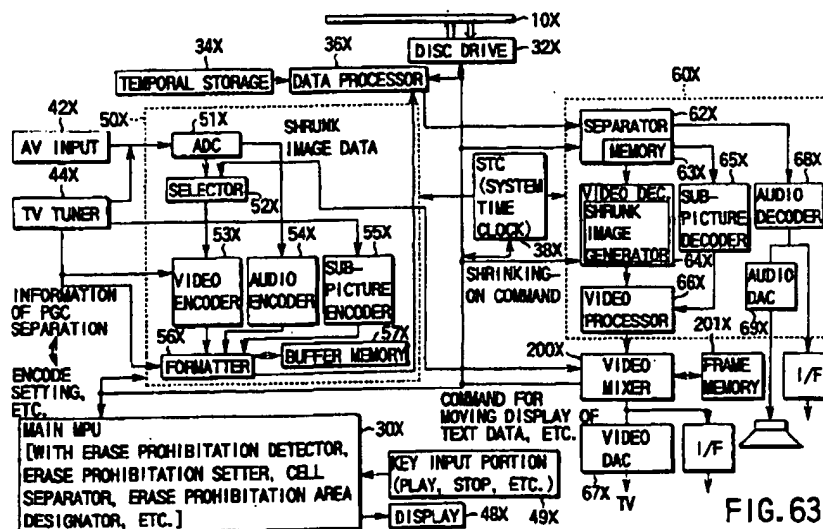 10X
34X
36X
DISC DRIVE
32X
TEMPORAL STORAGE
DATA PROCESSOR
60X
42X
50X
51X
62X
AV INPUT
ADC
SHRUNK
IMAGE DATA
SEPARATOR
MEMORY
63X
65X
68X
44X
SELECTOR
52X
STC
(SYSTEM
TIME
CLOCK)
38X
VIDEO DEC.
SHRUNK
IMAGE
GENERATOR
64X
SUB-
PICTURE
DECODER
AUDIO
DECODER
TV TUNER
53X
54X
55X
VIDEO
ENCODER
AUDIO
ENCODER
SUB-
PICTURE
ENCODER
SHRINKING-
ON COMMAND
VIDEO
PROCESSOR
66X
AUDIO
DAC
69X
INFORMATION
OF PGC
SEPARATION
56X
57X
FORMATTER
BUFFER MEMORY
200X
201X
VIDEO
MIXER
FRAME
MEMORY
I/F
ENCODE
SETTING,
ETC.
30X
COMMAND FOR
MOVING DISPLAY OF
TEXT DATA, ETC.
MAIN MPU
[WITH ERASE PROHIBITION DETECTOR,
ERASE PROHIBITION SETTER, CELL
SEPARATOR, ERASE PROHIBITION AREA
DESIGNATOR, ETC.]
KEY INPUT PORTION
(PLAY, STOP, ETC.)
49X
DISPLAY
48X
VIDEO
DAC
67X
I/F
TV
FIG. 63